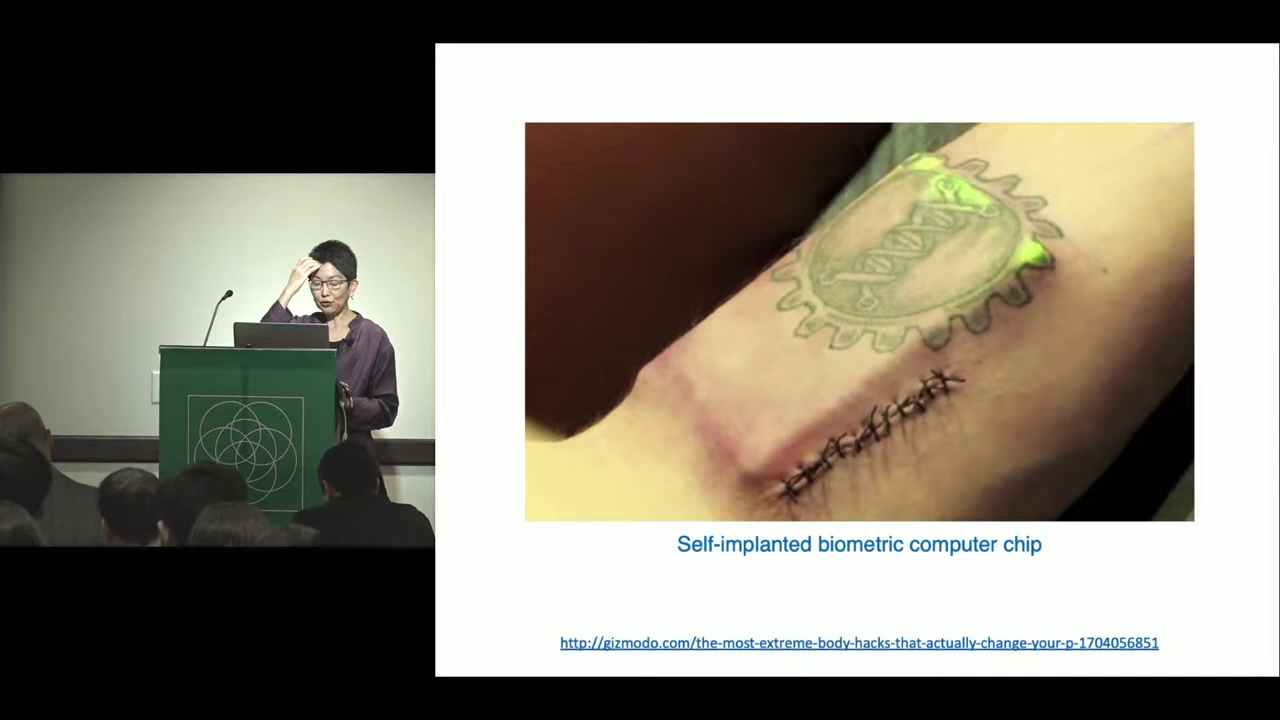 Self-implanted biometric computer chip
http://gizmodo.com/the-most-extreme-body-hacks-that-actually-change-your-p-1704056851